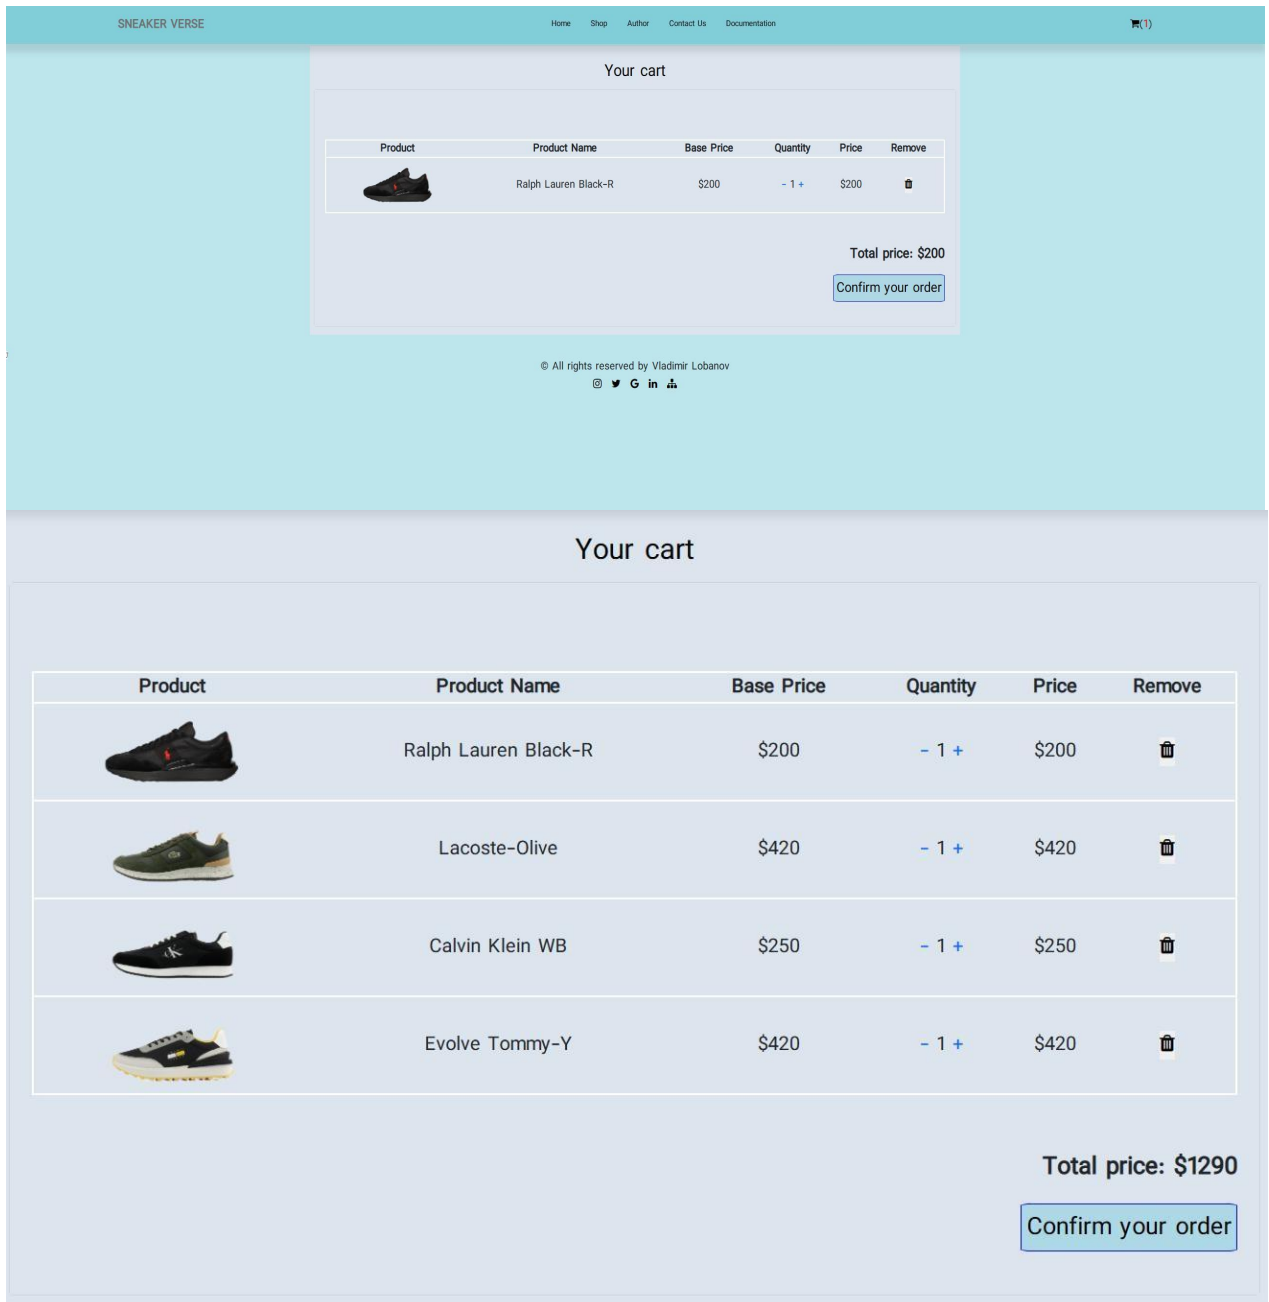 SNEAKER VERSE Home Shop Author Contact Us Documentation (1)
Your cart
Product Product Name Base Price Quantity Price Remove
Ralph Lauren Black-R $200 - 1 + $200
Total price: $200
Confirm your order
© All rights reserved by Vladimir Lobanov
Your cart
Product Product Name Base Price Quantity Price Remove
Ralph Lauren Black-R $200 - 1 + $200
Lacoste-Olive $420 - 1 + $420
Calvin Klein WB $250 - 1 + $250
Evolve Tommy-Y $420 - 1 + $420
Total price: $1290
Confirm your order